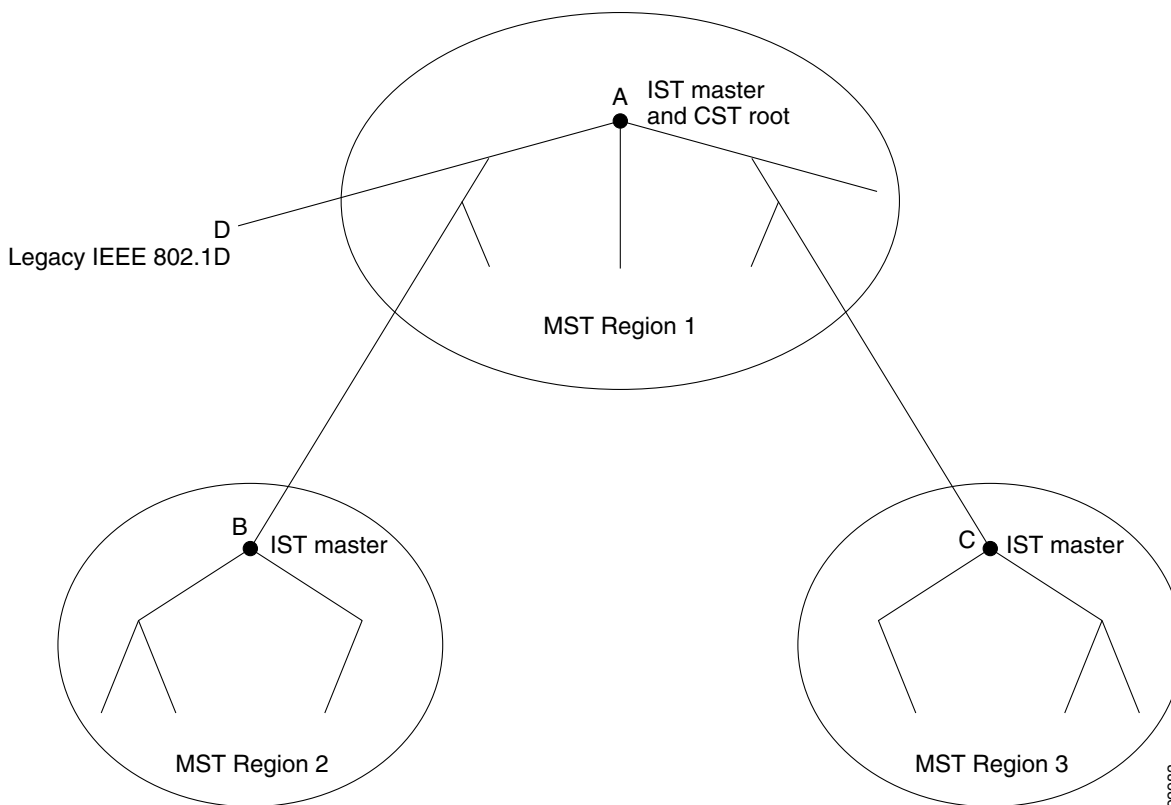 A
IST master
and CST root
D
Legacy IEEE 802.1D
MST Region 1
B
IST master
C
IST master
MST Region 2
MST Region 3